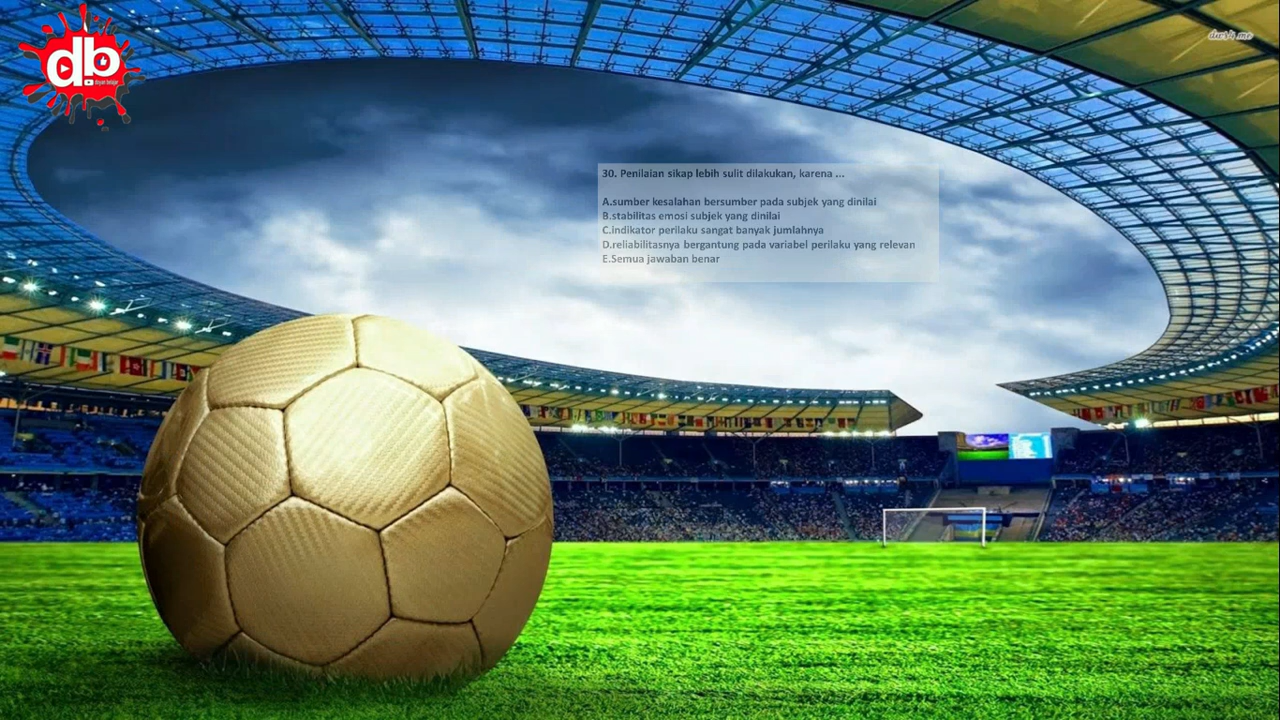 db
30. Penilaian sikap lebih sulit dilakukan, karena ...
A.sumber kesalahan bersumber pada subjek yang dinilai
B.stabilitas emosi subjek yang dinilai
C.indikator perilaku sangat banyak jumlahnya
D.reliabilitasnya bergantung pada variabel perilaku yang relevan
E.Semua jawaban benar